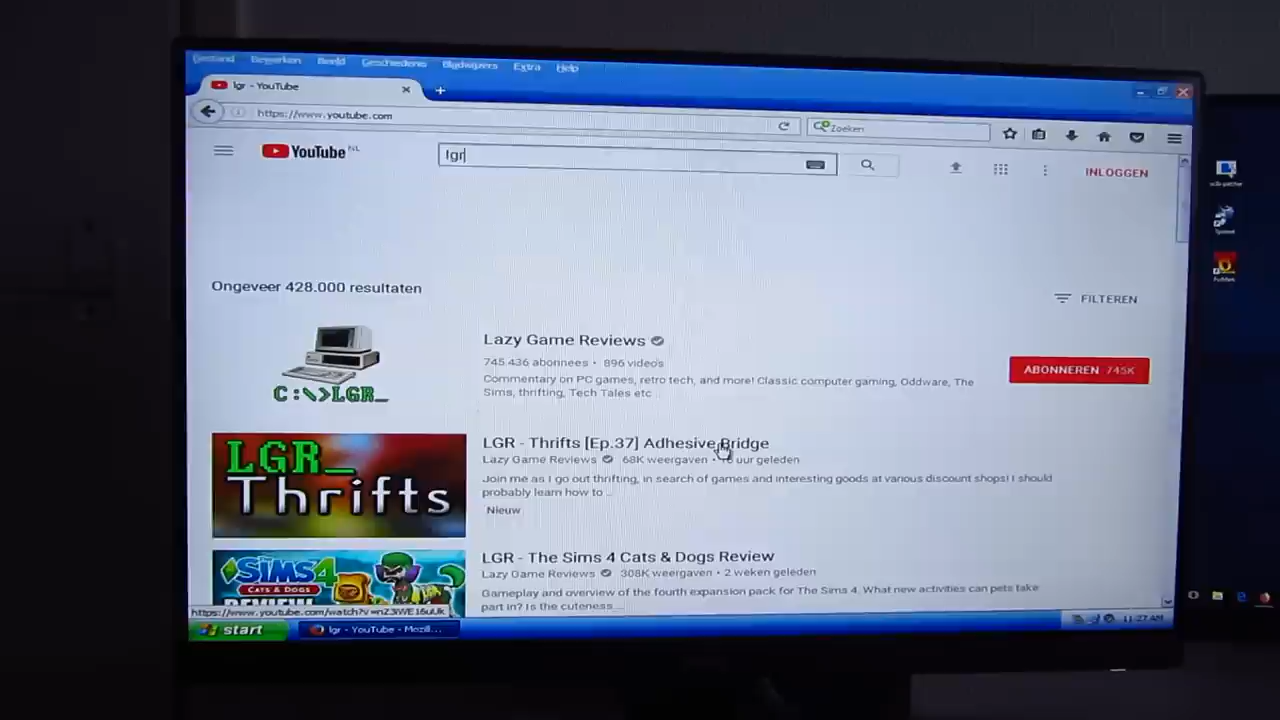 Bestand Bewerken Beeld Geschiedenis Bladwijzers Extra Help
lgr - YouTube
https://www.youtube.com
Zoeken
YouTube NL
lgr
INLOGGEN
Ongeveer 428.000 resultaten
FILTEREN
Lazy Game Reviews
745.436 abonnees • 896 video's
Commentary on PC games, retro tech, and more! Classic computer gaming, Oddware, The
Sims, thrifting, Tech Tales etc...
ABONNEREN 745K
C:\>LGR_
LGR - Thrifts [Ep.37] Adhesive Bridge
Lazy Game Reviews 68K weergaven • uur geleden
Join me as I go out thrifting, in search of games and interesting goods at various discount shops! I should
probably learn how to ...
Nieuw
LGR_
Thrifts
LGR - The Sims 4 Cats & Dogs Review
Lazy Game Reviews 308K weergaven • 2 weken geleden
Gameplay and overview of the fourth expansion pack for The Sims 4. What new activities can pets take
part in? Is the cuteness...
SIMS 4
CATS & DOGS
REVIEW
start
lgr - YouTube - Mozill...
11:27 AM